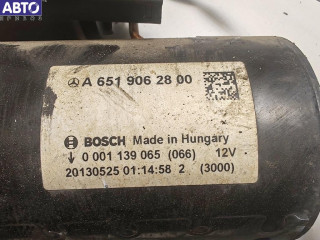 АВТО
A 651 906 28 00
BOSCH Made in Hungary
↓ 0 001 139 065 (066) 12V
20130525 01:14:58 2 (3000)